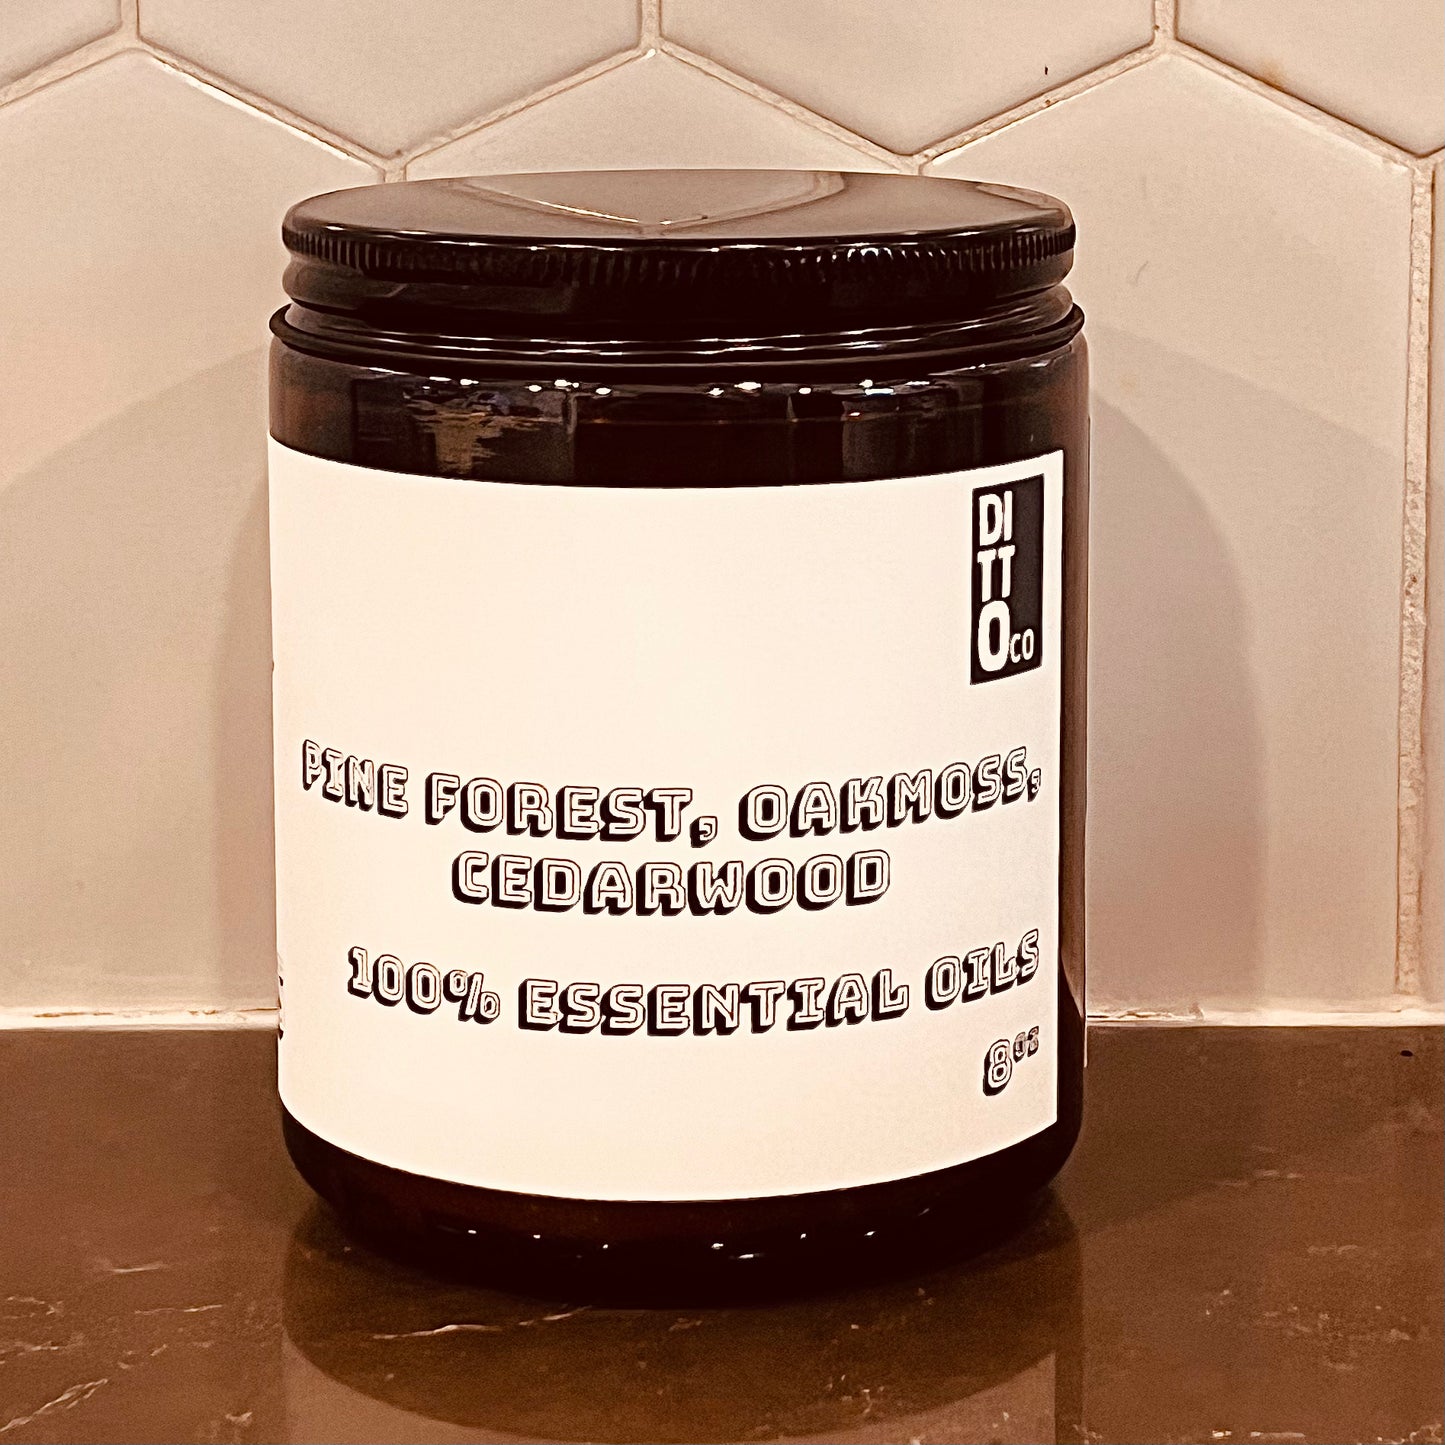 DI
TT
OCO
PINE FOREST, OAKMOSS,
CEDARWOOD
100% ESSENTIAL OILS
8oz